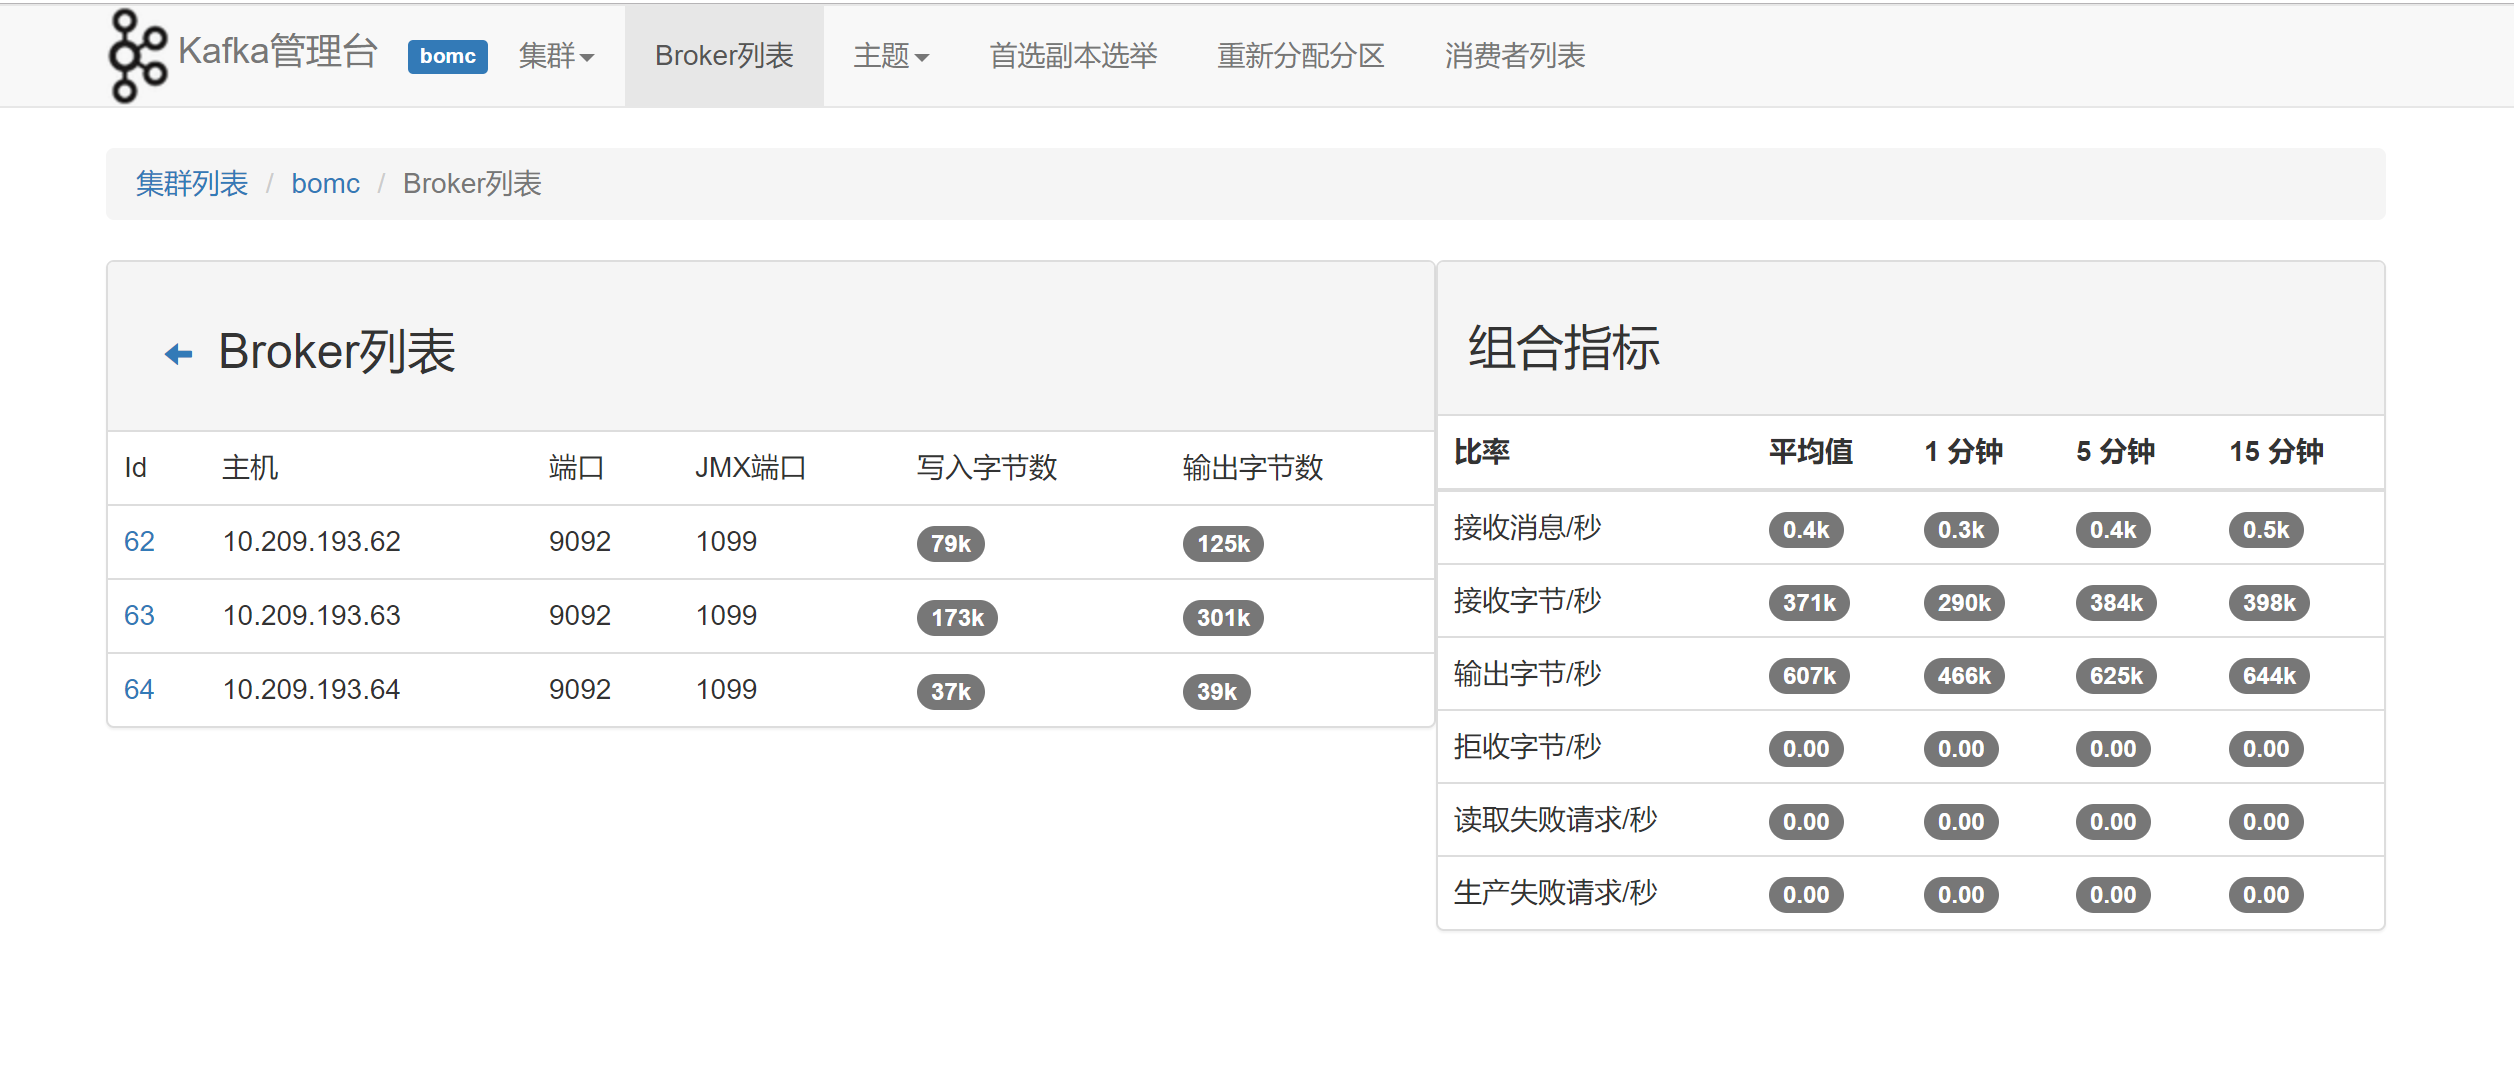 Kafka管理台 bomc 集群 Broker列表 主题 首选副本选举 重新分配分区 消费者列表
集群列表 / bomc / Broker列表
Broker列表
Id 主机 端口 JMX端口 写入字节数 输出字节数
62 10.209.193.62 9092 1099 79k 125k
63 10.209.193.63 9092 1099 173k 301k
64 10.209.193.64 9092 1099 37k 39k
组合指标
比率 平均值 1 分钟 5 分钟 15 分钟
接收消息/秒 0.4k 0.3k 0.4k 0.5k
接收字节/秒 371k 290k 384k 398k
输出字节/秒 607k 466k 625k 644k
拒收字节/秒 0.00 0.00 0.00 0.00
读取失败请求/秒 0.00 0.00 0.00 0.00
生产失败请求/秒 0.00 0.00 0.00 0.00